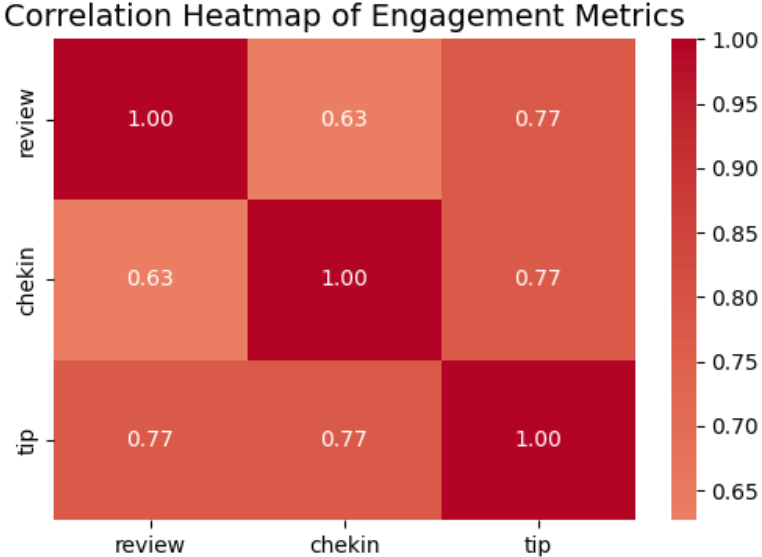 Correlation Heatmap of Engagement Metrics
review
1.00
0.63
0.77
chekin
0.63
1.00
0.77
tip
0.77
0.77
1.00
review
chekin
tip
1.00
0.95
0.90
0.85
0.80
0.75
0.70
0.65